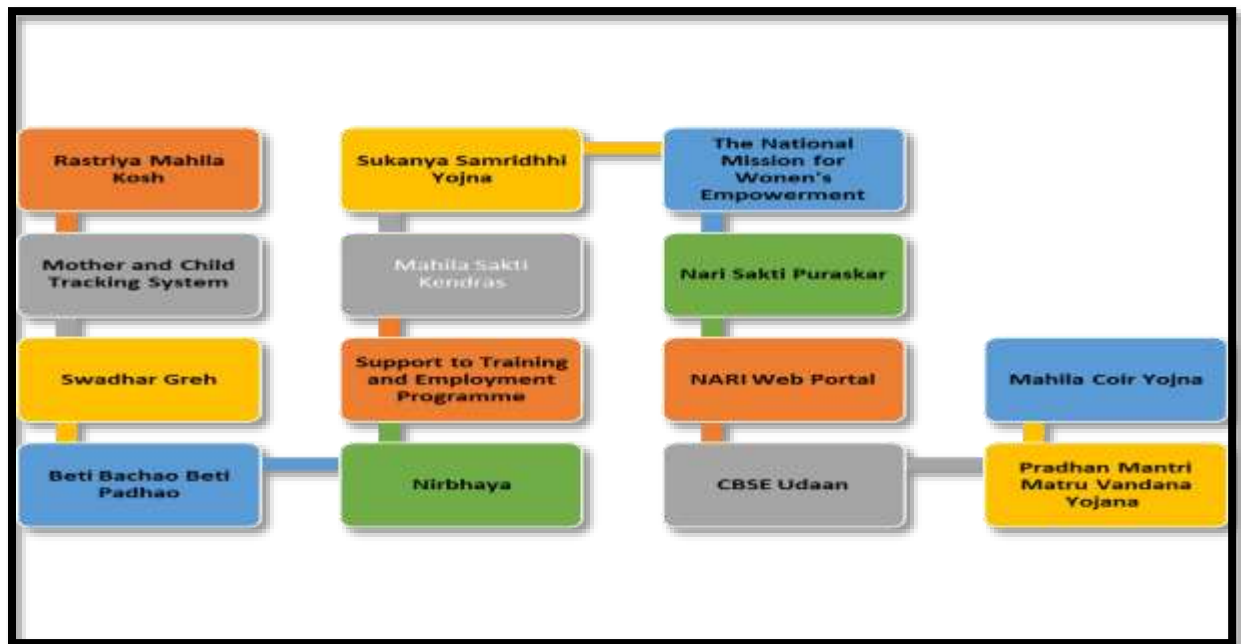 Rastriya Mahila
Kosh
Mother and Child
Tracking System
Swadhar Greh
Beti Bachao Beti
Padhao
Nirbhaya
Support to Training
and Employment
Programme
Mahila Sakti
Kendras
Sukanya Samridhhi
Yojna
The National
Mission for
Wonen's
Empowerment
Nari Sakti Puraskar
NARI Web Portal
CBSE Udaan
Pradhan Mantri
Matru Vandana
Yojana
Mahila Coir Yojna